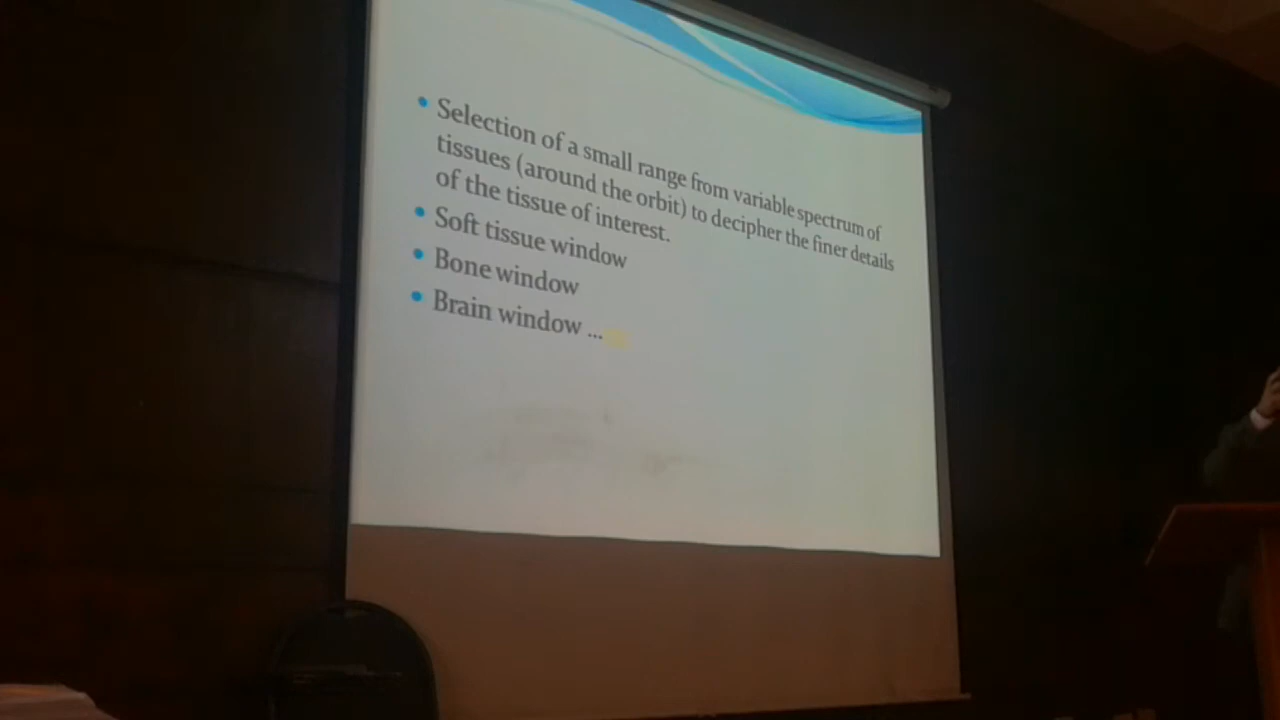 • Selection of a small range from variable spectrum of
tissues (around the orbit) to decipher the finer details
of the tissue of interest.
• Soft tissue window
• Bone window
• Brain window ...